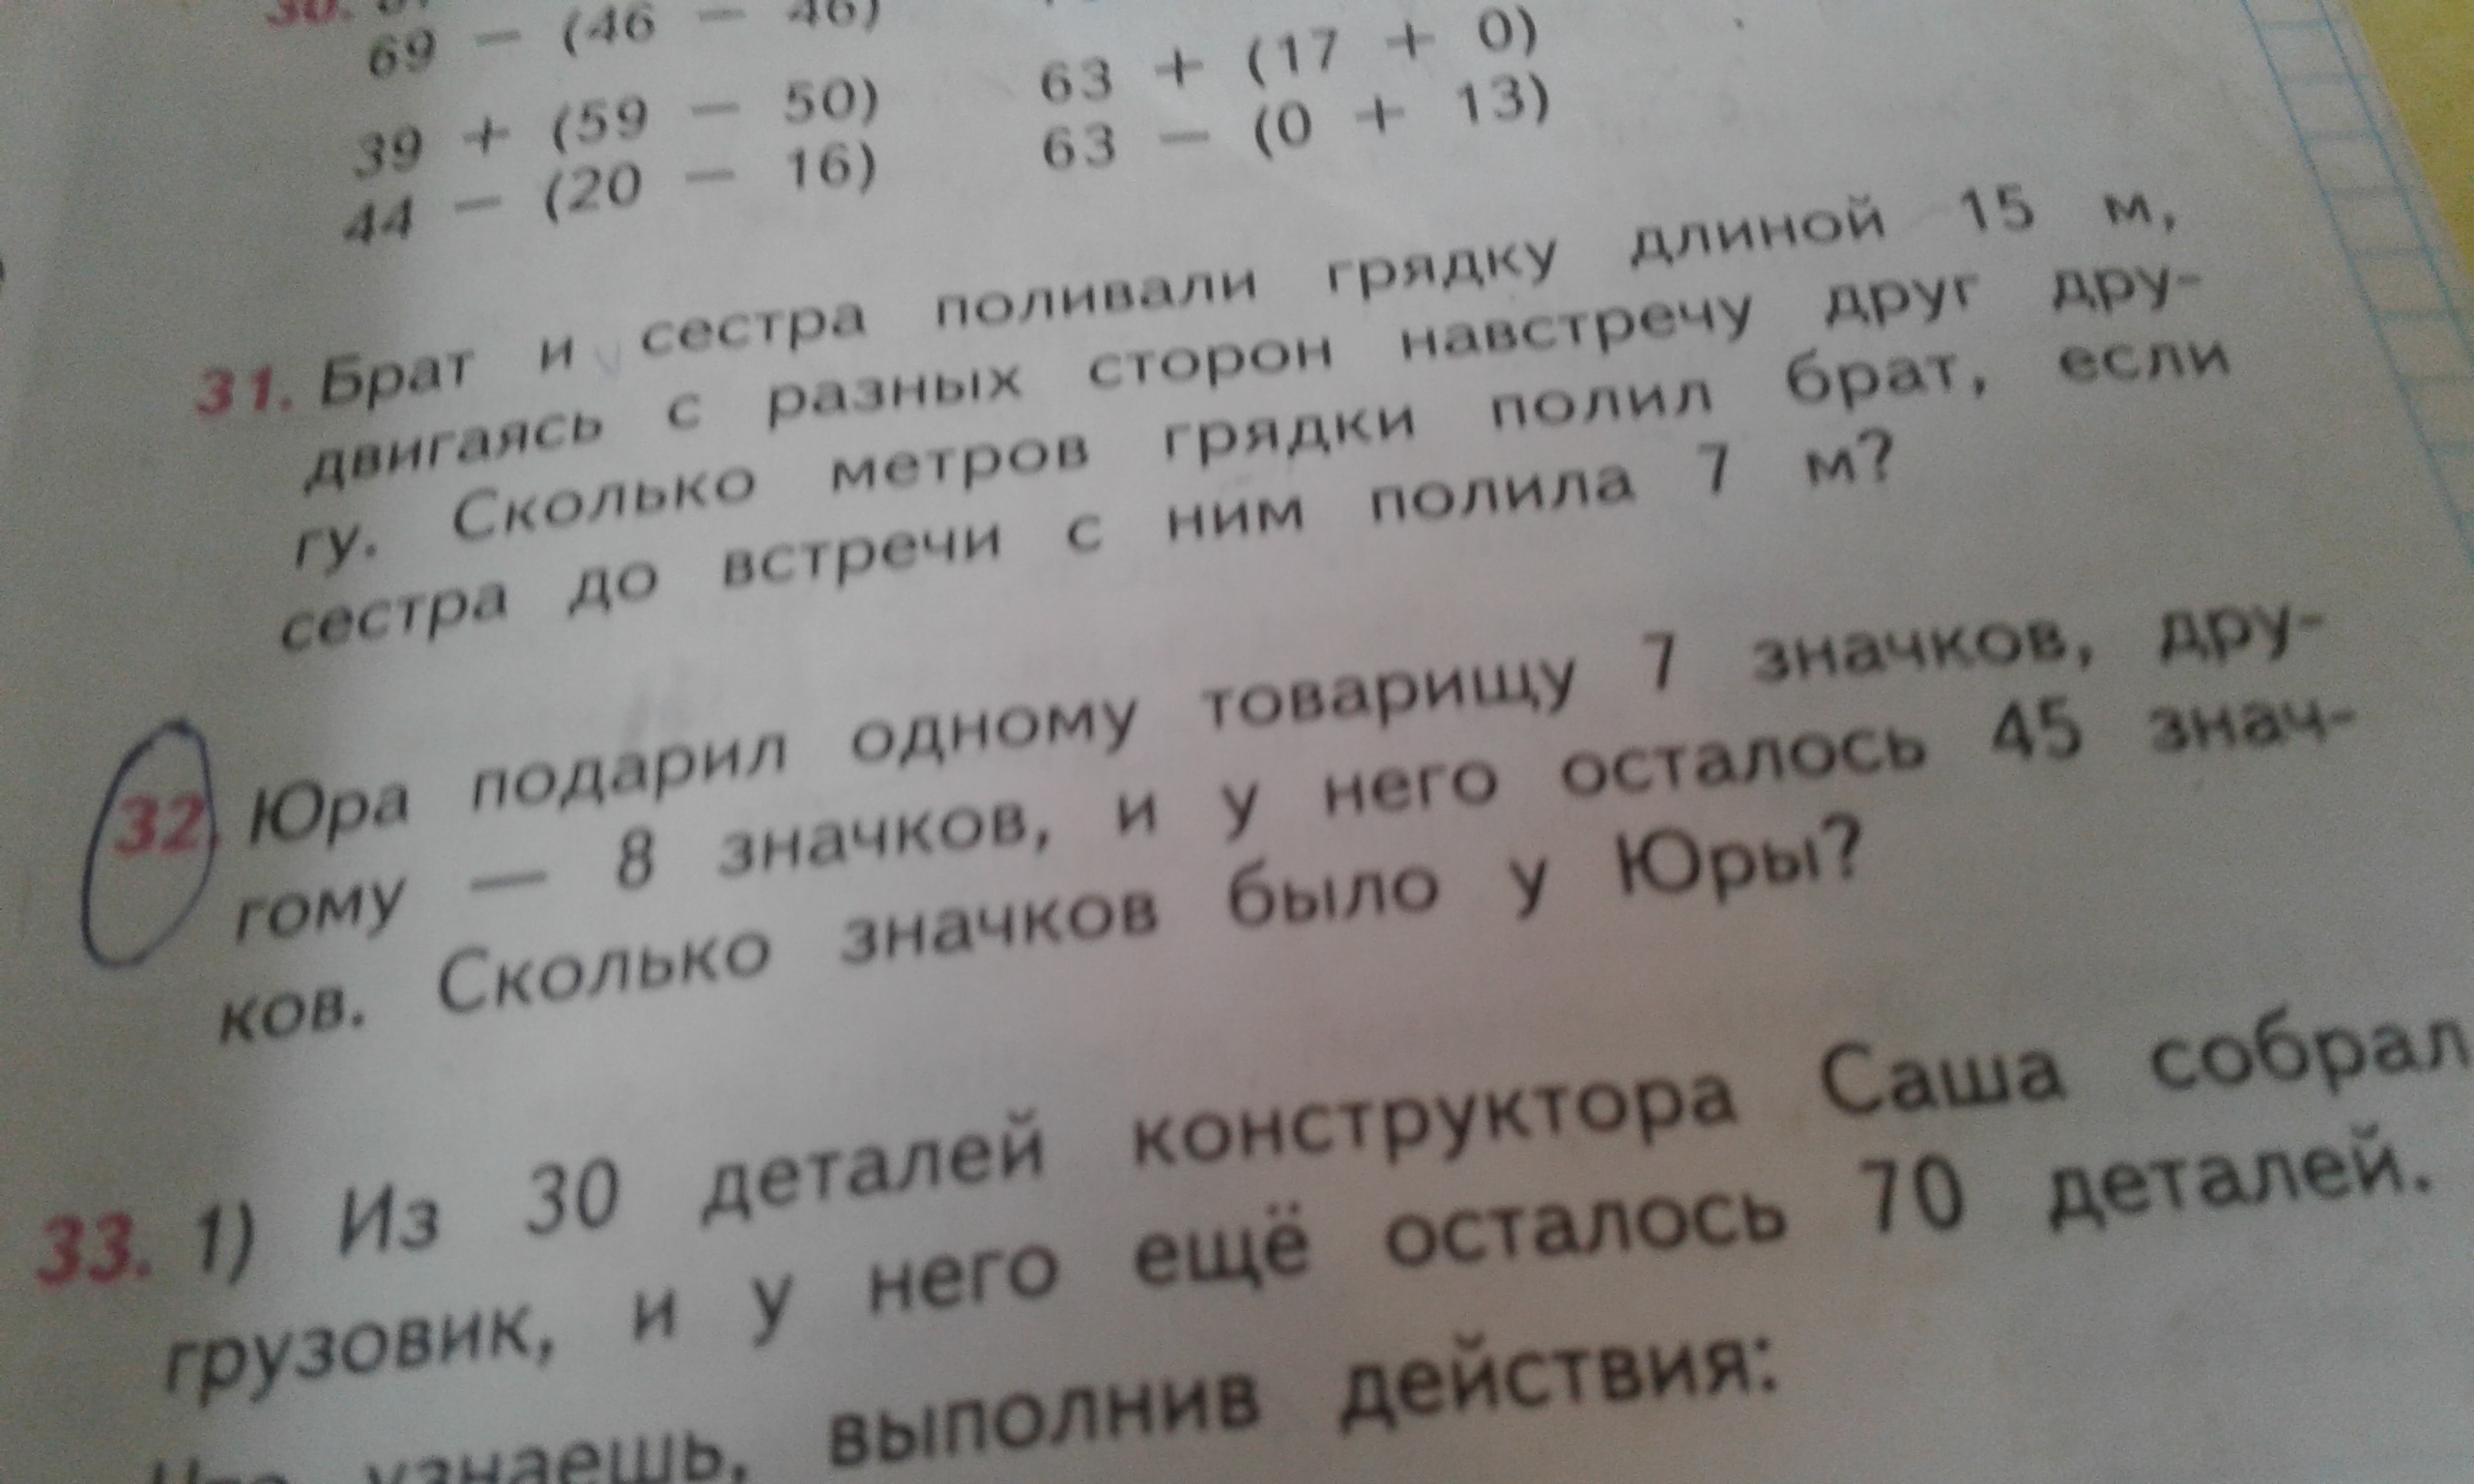 30.
69 − (46 − 46)
39 + (59 − 50) 63 + (17 + 0)
44 − (20 − 16) 63 − (0 + 13)
31. Брат и сестра поливали грядку длиной 15 м,
двигаясь с разных сторон навстречу друг дру-
гу. Сколько метров грядки полил брат, если
сестра до встречи с ним полила 7 м?
32. Юра подарил одному товарищу 7 значков, дру-
гому — 8 значков, и у него осталось 45 знач-
ков. Сколько значков было у Юры?
33. 1) Из 30 деталей конструктора Саша собрал
грузовик, и у него ещё осталось 70 деталей.
Что узнаешь, выполнив действия: